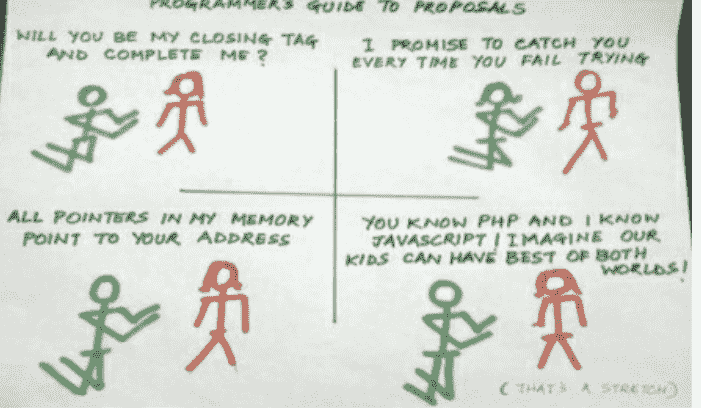 PROGRAMMERS GUIDE TO PROPOSALS
WILL YOU BE MY CLOSING TAG
AND COMPLETE ME?
I PROMISE TO CATCH YOU
EVERY TIME YOU FAIL TRYING
ALL POINTERS IN MY MEMORY
POINT TO YOUR ADDRESS
YOU KNOW PHP AND I KNOW
JAVASCRIPT! IMAGINE OUR
KIDS CAN HAVE BEST OF BOTH
WORLDS!
(THAT'S A STRETCH)